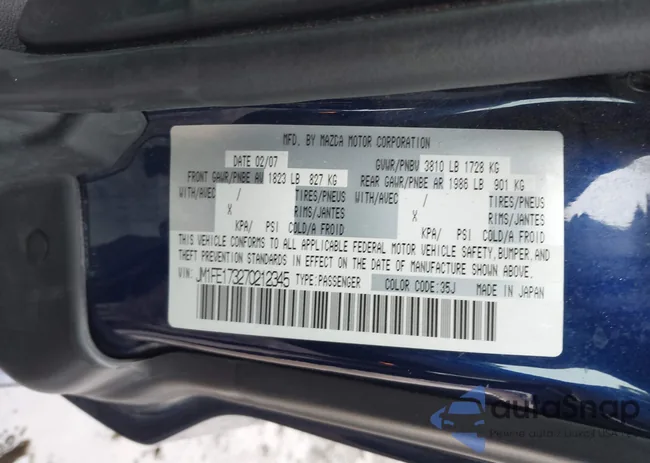 MFD. BY MAZDA MOTOR CORPORATION
DATE 02/07 GVWR/PNBV 3810 LB 1728 KG
FRONT GAWR/PNBE AV 1823 LB 827 KG REAR GAWR/PNBE AR 1986 LB 901 KG
WITH/AVEC / TIRES/PNEUS WITH/AVEC / TIRES/PNEUS
X RIMS/JANTES X RIMS/JANTES
KPA/ PSI COLD/A FROID KPA/ PSI COLD/A FROID
THIS VEHICLE CONFORMS TO ALL APPLICABLE FEDERAL MOTOR VEHICLE SAFETY, BUMPER,AND
THEFT PREVENTION STANDARDS IN EFFECT ON THE DATE OF MANUFACTURE SHOWN ABOVE.
VIN: JM1FE173270212345 TYPE:PASSENGER COLOR CODE:35J MADE IN JAPAN
autoSnap